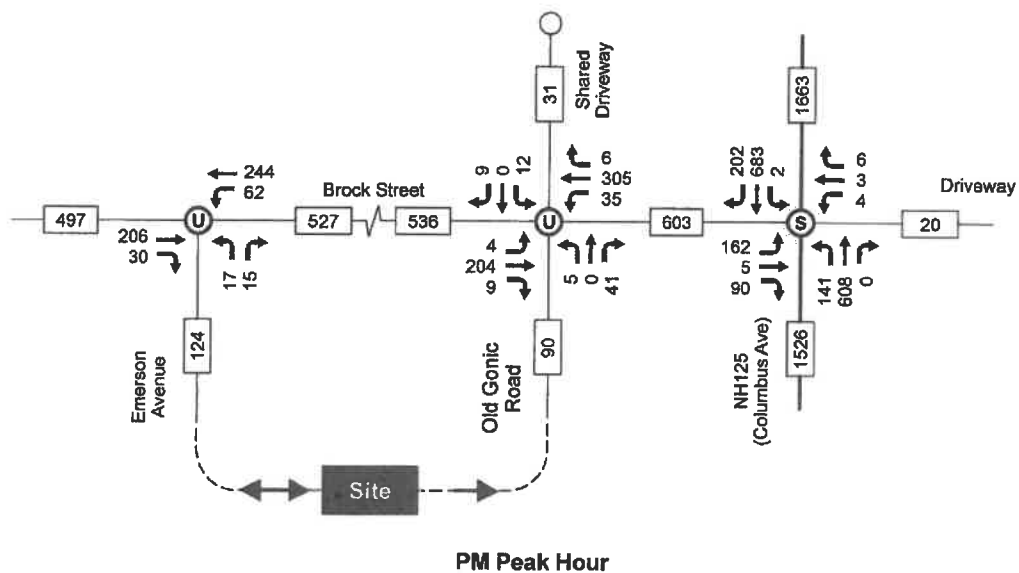 31
Shared
Driveway
1663
6
305
35
9
0
12
202
683
2
6
3
4
Driveway
244
62
Brock Street
497
U
527
536
U
603
S
20
206
30
17
15
4
204
9
5
0
41
162
5
90
141
608
0
124
Emerson
Avenue
90
Old Gonic
Road
1526
NH125
(Columbus Ave)
Site
PM Peak Hour